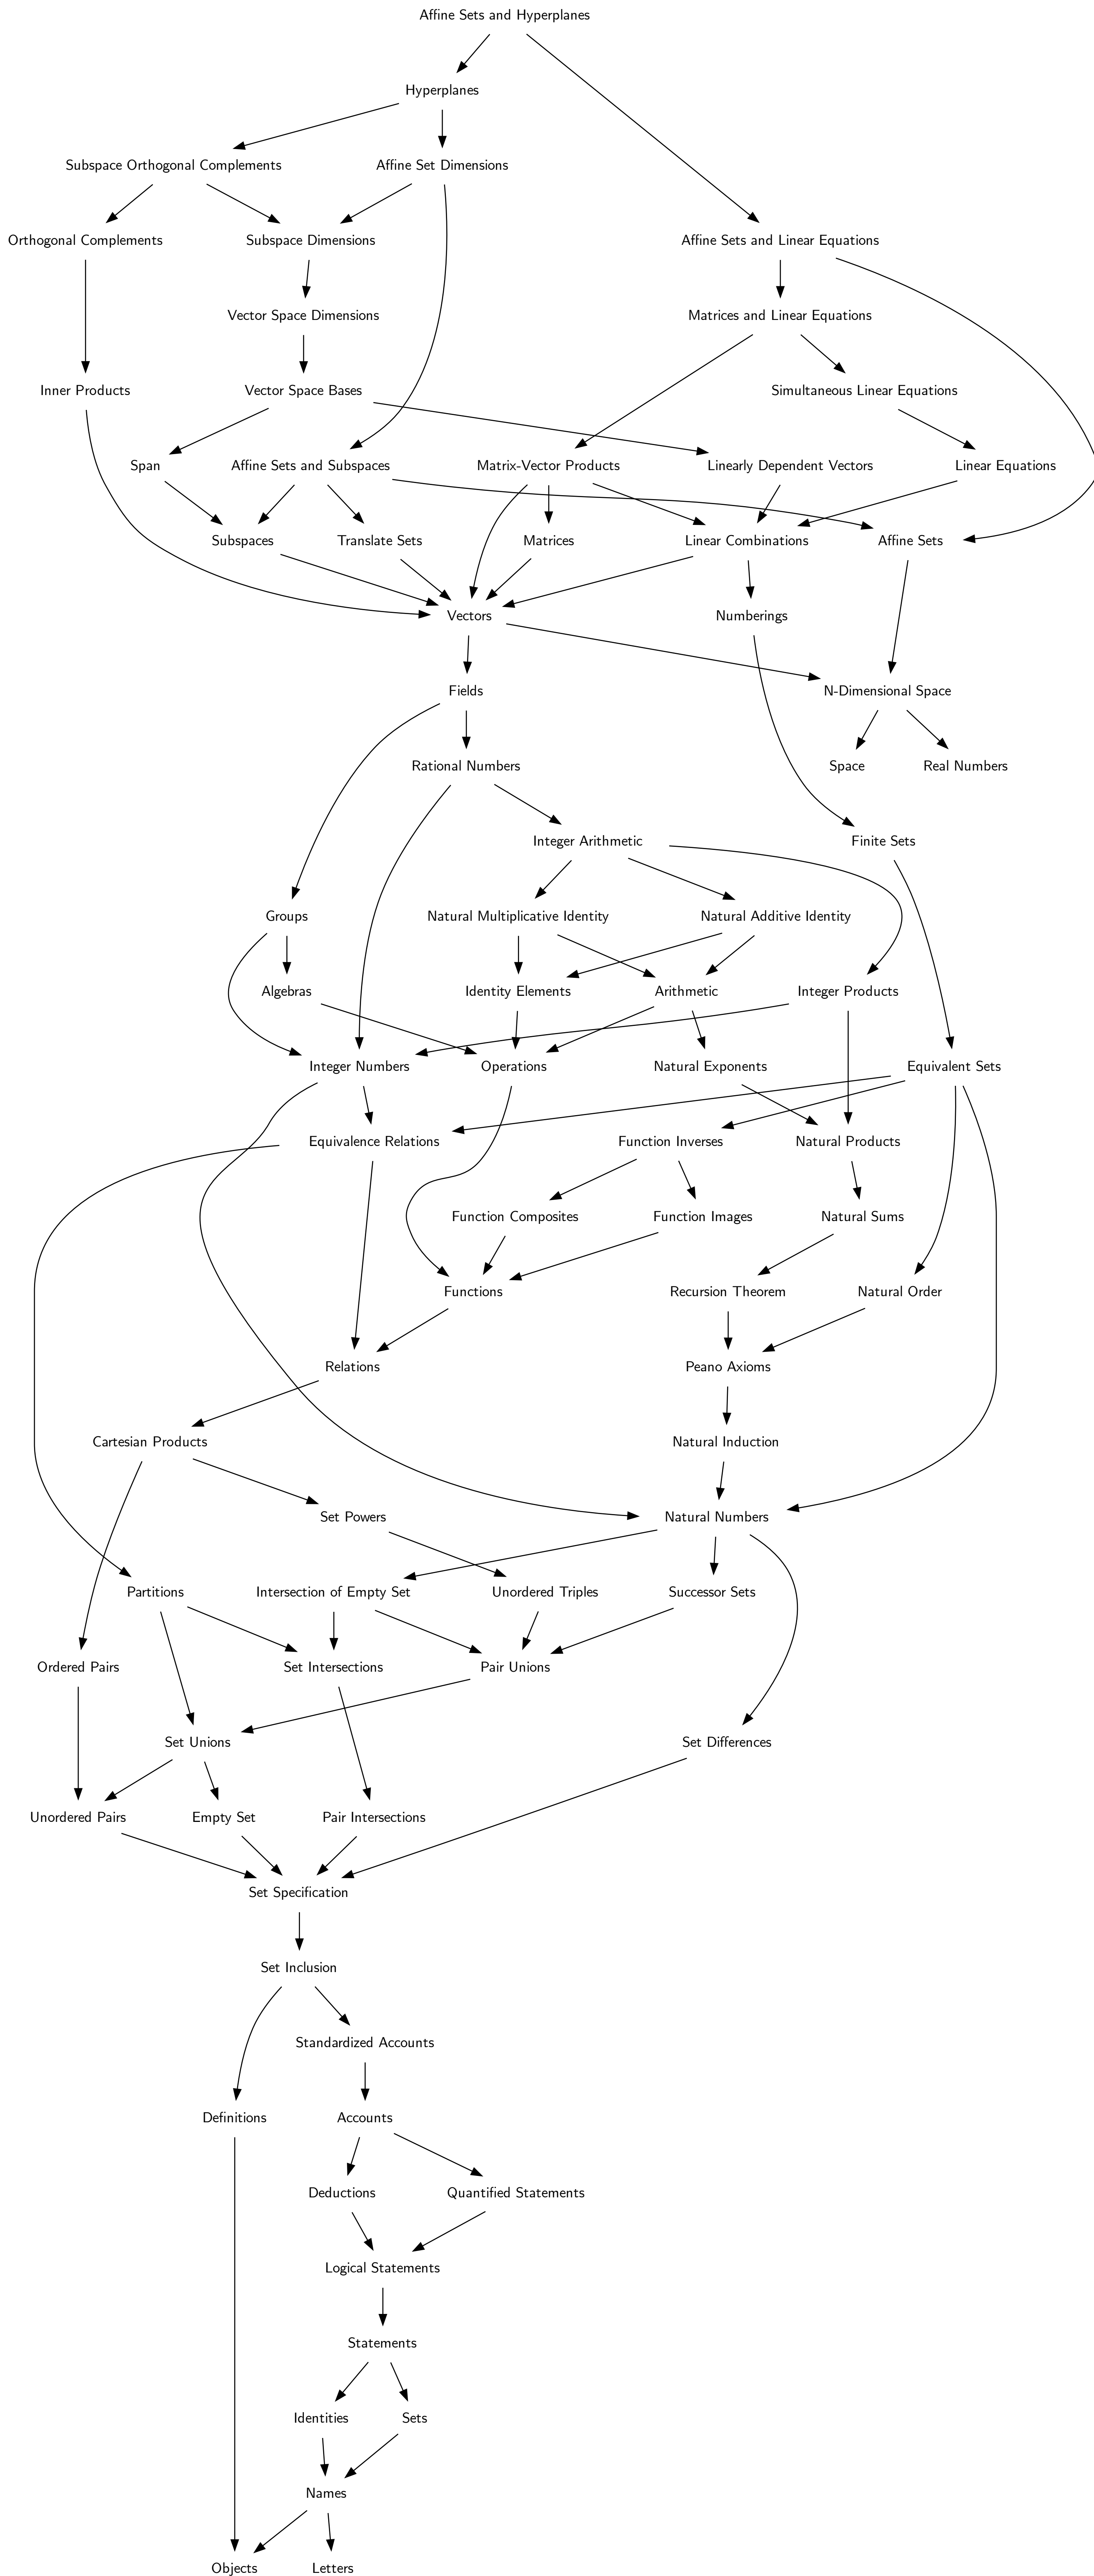 Affine Sets and Hyperplanes
Hyperplanes
Subspace Orthogonal Complements
Affine Set Dimensions
Orthogonal Complements
Subspace Dimensions
Affine Sets and Linear Equations
Vector Space Dimensions
Matrices and Linear Equations
Inner Products
Vector Space Bases
Simultaneous Linear Equations
Span
Affine Sets and Subspaces
Matrix-Vector Products
Linearly Dependent Vectors
Linear Equations
Subspaces
Translate Sets
Matrices
Linear Combinations
Affine Sets
Vectors
Numberings
Fields
N-Dimensional Space
Rational Numbers
Space
Real Numbers
Integer Arithmetic
Finite Sets
Groups
Natural Multiplicative Identity
Natural Additive Identity
Algebras
Identity Elements
Arithmetic
Integer Products
Integer Numbers
Operations
Natural Exponents
Equivalent Sets
Equivalence Relations
Function Inverses
Natural Products
Function Composites
Function Images
Natural Sums
Functions
Recursion Theorem
Natural Order
Relations
Peano Axioms
Cartesian Products
Natural Induction
Set Powers
Natural Numbers
Partitions
Intersection of Empty Set
Unordered Triples
Successor Sets
Ordered Pairs
Set Intersections
Pair Unions
Set Unions
Set Differences
Unordered Pairs
Empty Set
Pair Intersections
Set Specification
Set Inclusion
Standardized Accounts
Definitions
Accounts
Deductions
Quantified Statements
Logical Statements
Statements
Identities
Sets
Names
Objects
Letters